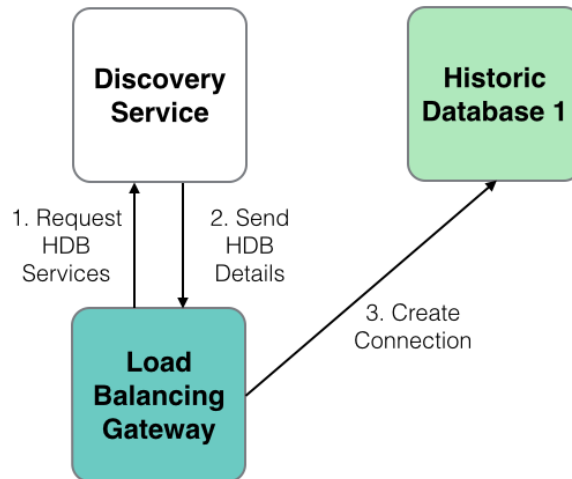 Discovery
Service
Historic
Database 1
1. Request
HDB
Services
2. Send
HDB
Details
3. Create
Connection
Load
Balancing
Gateway